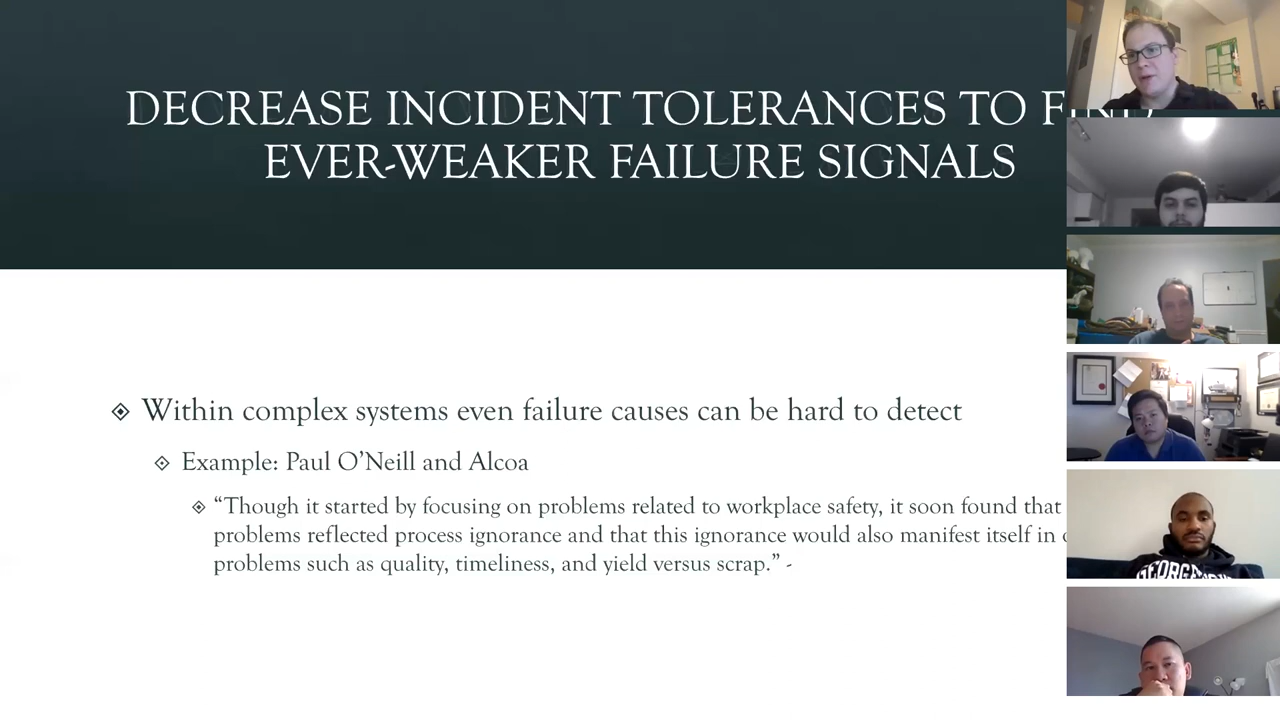 DECREASE INCIDENT TOLERANCES TO FIND
EVER-WEAKER FAILURE SIGNALS
Within complex systems even failure causes can be hard to detect
Example: Paul O’Neill and Alcoa
“Though it started by focusing on problems related to workplace safety, it soon found that
problems reflected process ignorance and that this ignorance would also manifest itself in
problems such as quality, timeliness, and yield versus scrap.” -